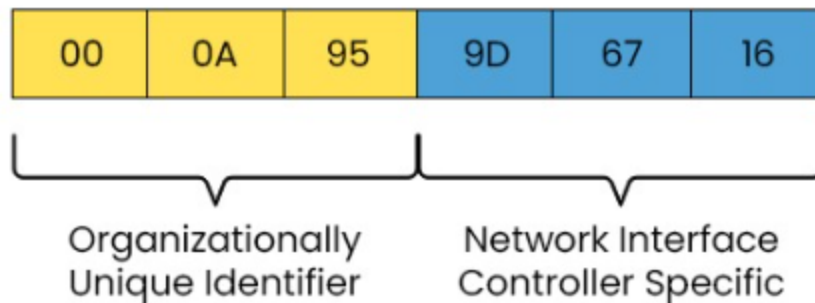 00 0A 95 9D 67 16
Organizationally
Unique Identifier
Network Interface
Controller Specific